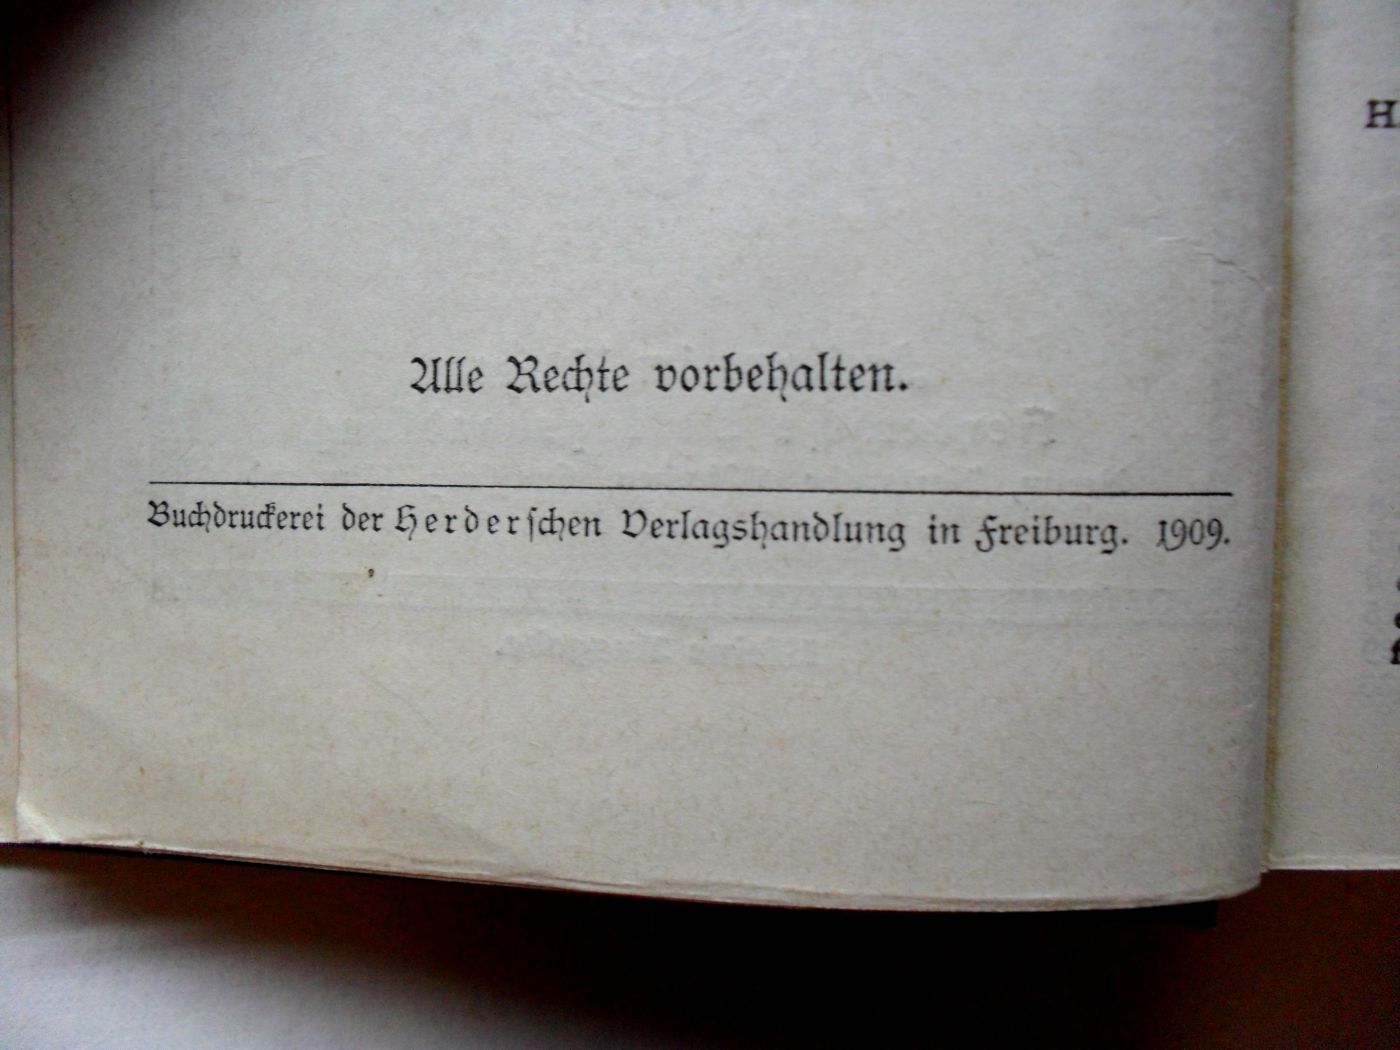 Alle Rechte vorbehalten.
Buchdruckerei der Herderſchen Verlagshandlung in Freiburg. 1909.